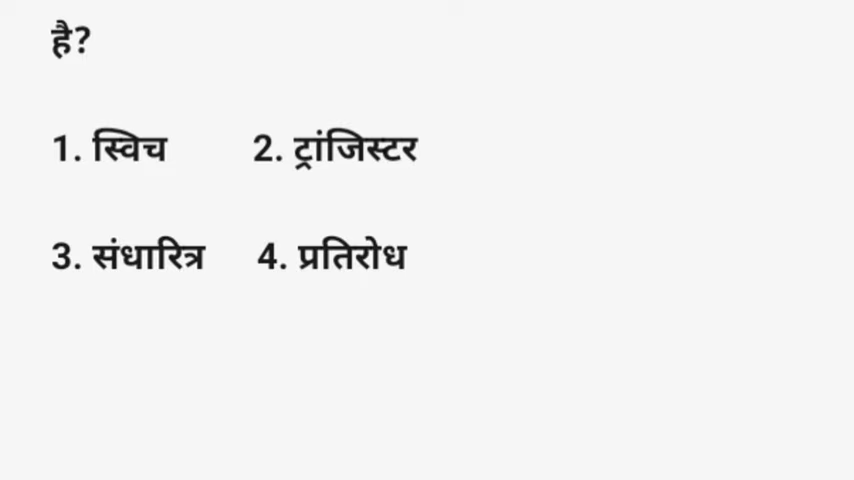 है?
1. स्विच 2. ट्रांजिस्टर
3. संधारित्र 4. प्रतिरोध